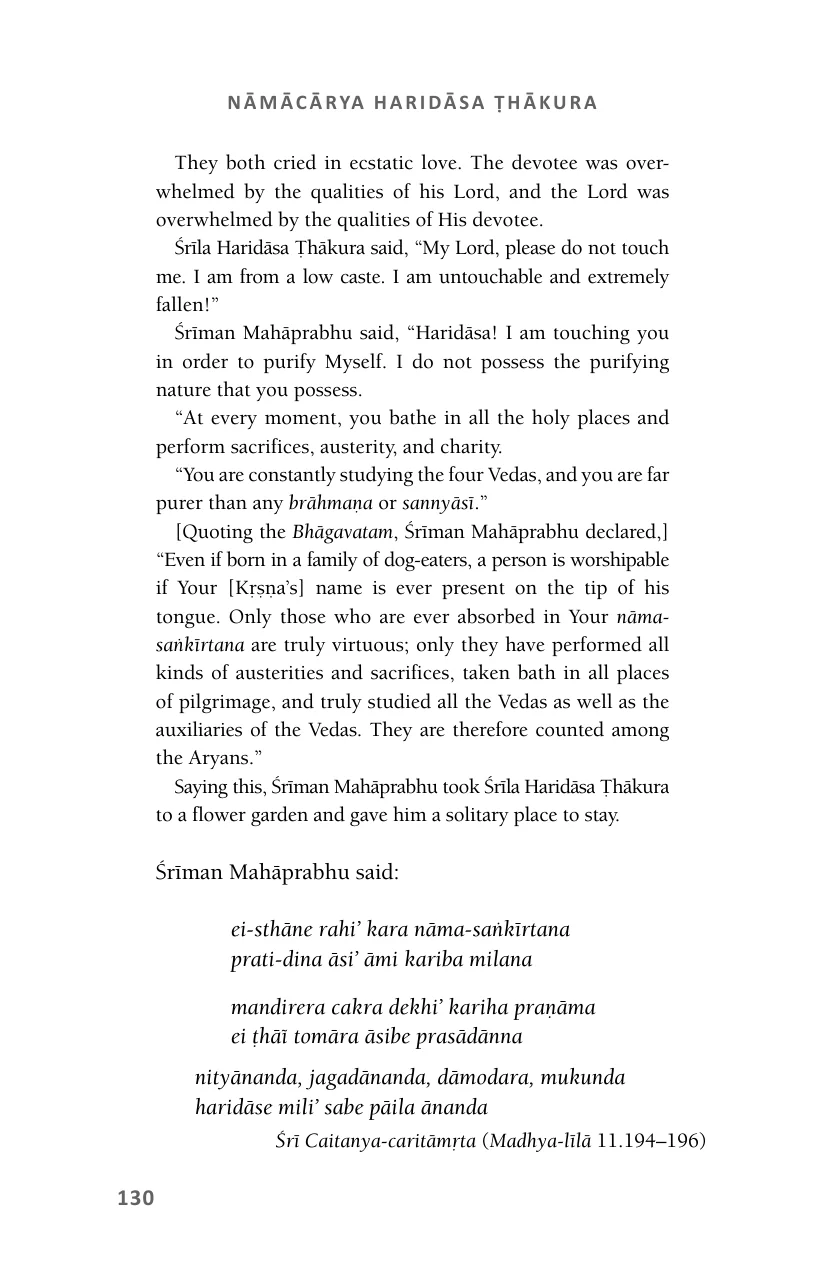 NĀMĀCĀRYA HARIDĀSA ṬHĀKURA
They both cried in ecstatic love. The devotee was over-
whelmed by the qualities of his Lord, and the Lord was
overwhelmed by the qualities of His devotee.
Śrīla Haridāsa Ṭhākura said, “My Lord, please do not touch
me. I am from a low caste. I am untouchable and extremely
fallen!”
Śrīman Mahāprabhu said, “Haridāsa! I am touching you
in order to purify Myself. I do not possess the purifying
nature that you possess.
“At every moment, you bathe in all the holy places and
perform sacrifices, austerity, and charity.
“You are constantly studying the four Vedas, and you are far
purer than any brāhmaṇa or sannyāsī.”
[Quoting the Bhāgavatam, Śrīman Mahāprabhu declared,]
“Even if born in a family of dog-eaters, a person is worshipable
if Your [Kṛṣṇa’s] name is ever present on the tip of his
tongue. Only those who are ever absorbed in Your nāma-
saṅkīrtana are truly virtuous; only they have performed all
kinds of austerities and sacrifices, taken bath in all places
of pilgrimage, and truly studied all the Vedas as well as the
auxiliaries of the Vedas. They are therefore counted among
the Aryans.”
Saying this, Śrīman Mahāprabhu took Śrīla Haridāsa Ṭhākura
to a flower garden and gave him a solitary place to stay.
Śrīman Mahāprabhu said:
ei-sthāne rahi’ kara nāma-saṅkīrtana
prati-dina āsi’ āmi kariba milana
mandirera cakra dekhi’ kariha praṇāma
ei ṭhāĩ tomāra āsibe prasādānna
nityānanda, jagadānanda, dāmodara, mukunda
haridāse mili’ sabe pāila ānanda
Śrī Caitanya-caritāmṛta (Madhya-līlā 11.194–196)
130